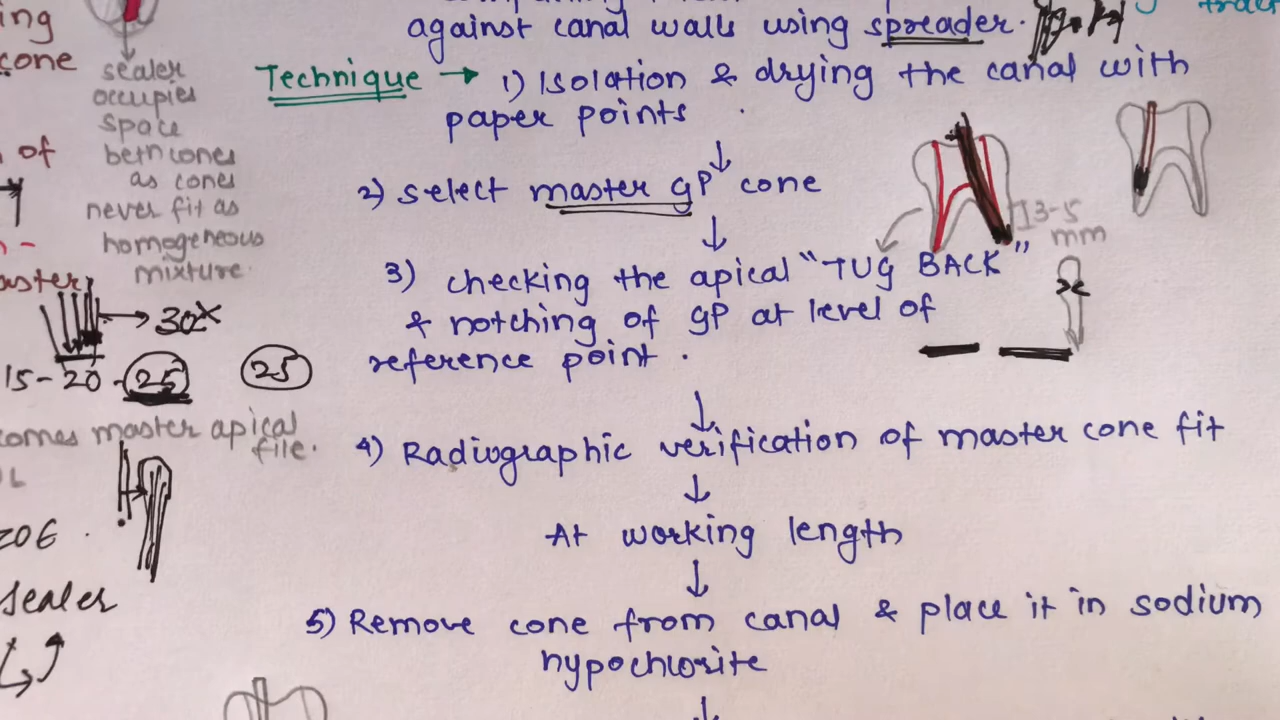 ing
cone
sealer
occupies
space
betn cones
as cones
never fit as
homogeneous
mixture
of
aster
30
15-20-25
25
comes master apical
file.
ZOE
sealer
against canal walls using spreader.
Technique → 1) Isolation & drying the canal with
paper points
↓
2) select master GP cone
↓
3) checking the apical "TUG BACK"
& notching of GP at level of
reference point.
↓
4) Radiographic verification of master cone fit
↓
At working length
↓
5) Remove cone from canal & place it in sodium
hypochlorite
↓
3-5
mm